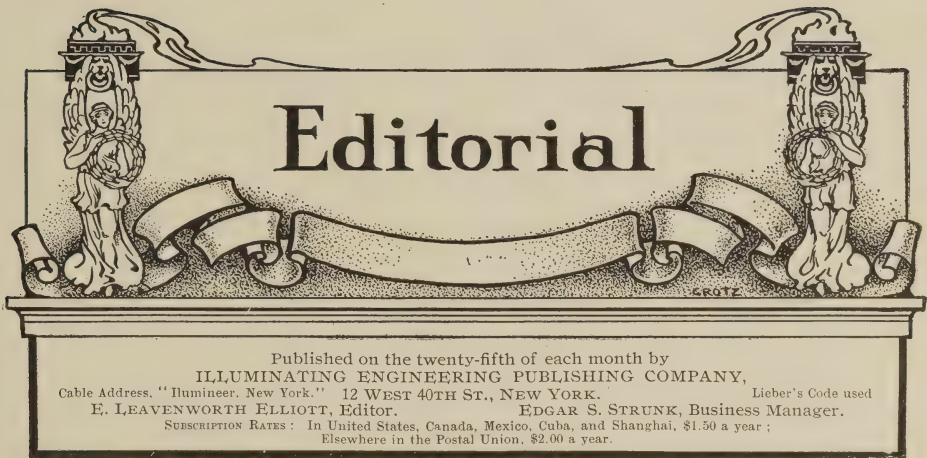 Editorial
GROTZ
Published on the twenty-fifth of each month by
ILLUMINATING ENGINEERING PUBLISHING COMPANY,
Cable Address, "Illumineer, New York." 12 WEST 40TH ST., NEW YORK. Lieber's Code used
E. LEAVENWORTH ELLIOTT, Editor. EDGAR S. STRUNK, Business Manager.
SUBSCRIPTION RATES: In United States, Canada, Mexico, Cuba, and Shanghai, $1.50 a year;
Elsewhere in the Postal Union, $2.00 a year.